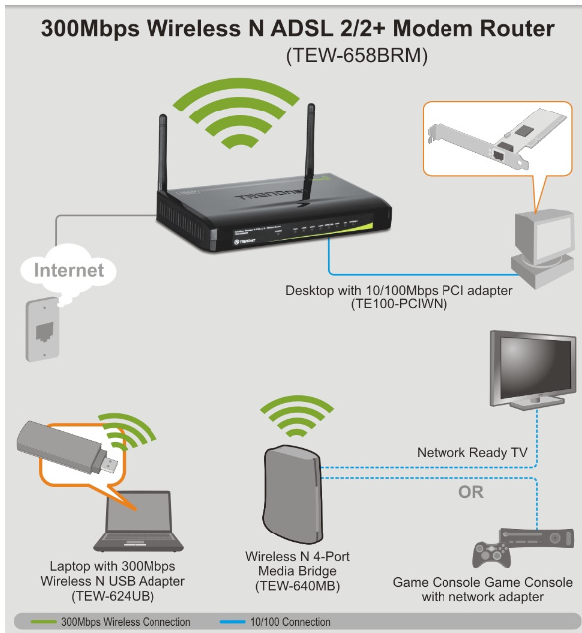 300Mbps Wireless N ADSL 2/2+ Modem Router
(TEW-658BRM)
TRENDNET
TRENDNET
Internet
Desktop with 10/100Mbps PCI adapter
(TE100-PCIWN)
Network Ready TV
OR
Laptop with 300Mbps
Wireless N USB Adapter
(TEW-624UB)
Wireless N 4-Port
Media Bridge
(TEW-640MB)
Game Console Game Console
with network adapter
300Mbps Wireless Connection
10/100 Connection